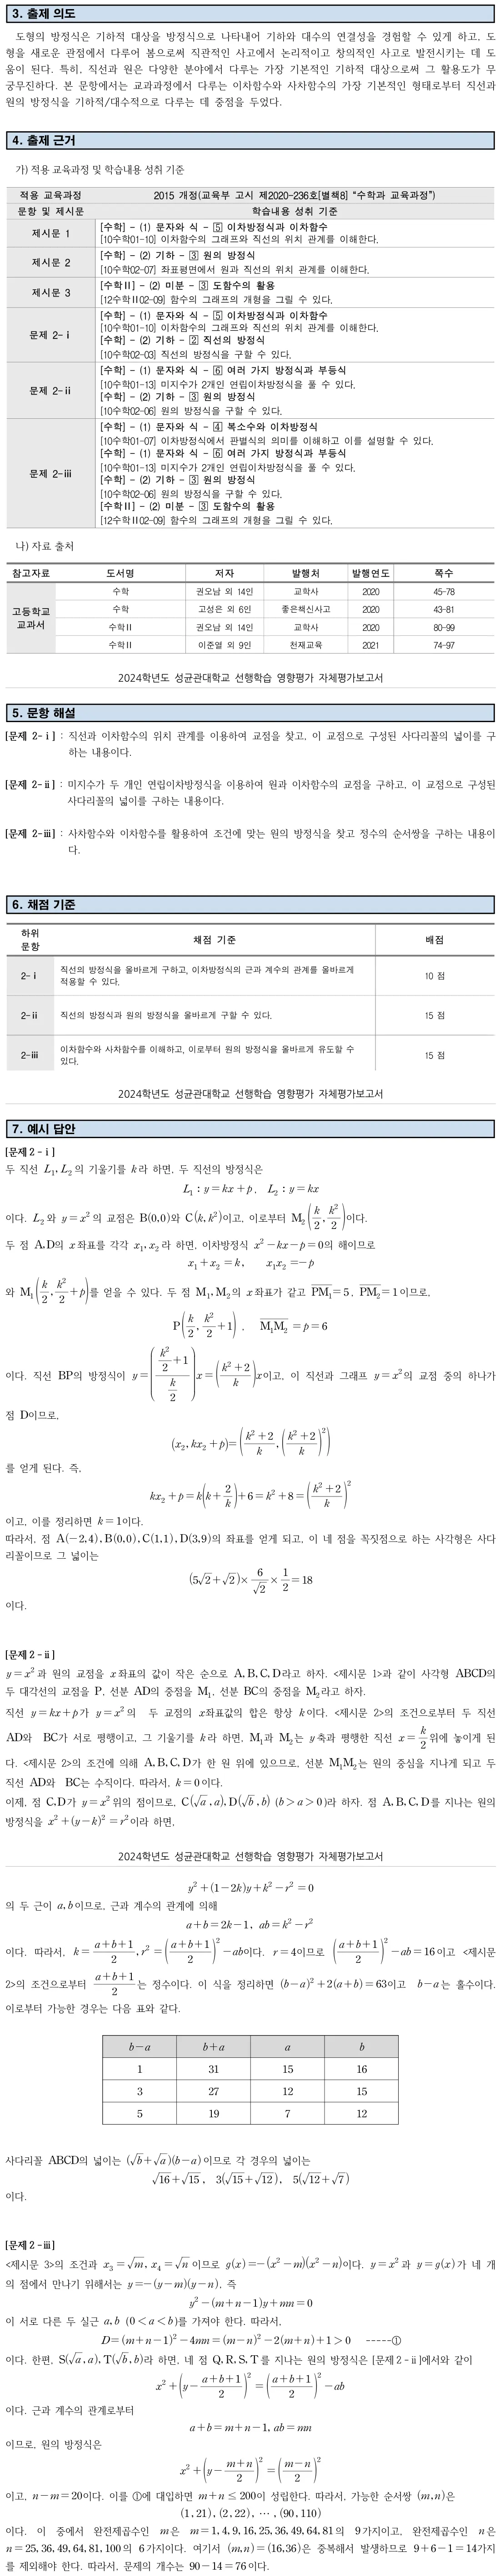 3. 출제 의도
도형의 방정식은 기하적 대상을 방정식으로 나타내어 기하와 대수의 연결성을 경험할 수 있게 하고, 도
형을 새로운 관점에서 다루어 봄으로써 직관적인 사고에서 논리적이고 창의적인 사고로 발전시키는 데 도
움이 된다. 특히, 직선과 원은 다양한 분야에서 다루는 가장 기본적인 기하적 대상으로써 그 활용도가 무
궁무진하다. 본 문항에서는 교과과정에서 다루는 이차함수와 사차함수의 가장 기본적인 형태로부터 직선과
원의 방정식을 기하적/대수적으로 다루는 데 중점을 두었다.
4. 출제 근거
가) 적용 교육과정 및 학습내용 성취 기준
적용 교육과정 2015 개정(교육부 고시 제2020-236호[별책8] "수학과 교육과정")
문항 및 제시문 학습내용 성취 기준
제시문 1
[수학] - (1) 문자와 식 - 5 이차방정식과 이차함수
[10수학01-10] 이차함수의 그래프와 직선의 위치 관계를 이해한다.
제시문 2
[수학] - (2) 기하 - 3 원의 방정식
[10수학02-07] 좌표평면에서 원과 직선의 위치 관계를 이해한다.
제시문 3
[수학Ⅱ] - (2) 미분 - 3 도함수의 활용
[12수학Ⅱ02-09] 함수의 그래프의 개형을 그릴 수 있다.
문제 2-ⅰ
[수학] - (1) 문자와 식 - 5 이차방정식과 이차함수
[10수학01-10] 이차함수의 그래프와 직선의 위치 관계를 이해한다.
[수학] - (2) 기하 - 2 직선의 방정식
[10수학02-03] 직선의 방정식을 구할 수 있다.
문제 2-ⅱ
[수학] - (1) 문자와 식 - 6 여러 가지 방정식과 부등식
[10수학01-13] 미지수가 2개인 연립이차방정식을 풀 수 있다.
[수학] - (2) 기하 - 3 원의 방정식
[10수학02-06] 원의 방정식을 구할 수 있다.
문제 2-ⅲ
[수학] - (1) 문자와 식 - 4 복소수와 이차방정식
[10수학01-07] 이차방정식에서 판별식의 의미를 이해하고 이를 설명할 수 있다.
[수학] - (1) 문자와 식 - 6 여러 가지 방정식과 부등식
[10수학01-13] 미지수가 2개인 연립이차방정식을 풀 수 있다.
[수학] - (2) 기하 - 3 원의 방정식
[10수학02-06] 원의 방정식을 구할 수 있다.
[수학Ⅱ] - (2) 미분 - 3 도함수의 활용
[12수학Ⅱ02-09] 함수의 그래프의 개형을 그릴 수 있다.
나) 자료 출처
참고자료 도서명 저자 발행처 발행연도 쪽수
고등학교 교과서
수학 권오남 외 14인 교학사 2020 45-78
수학 고성은 외 6인 좋은책신사고 2020 43-81
수학Ⅱ 권오남 외 14인 교학사 2020 80-99
수학Ⅱ 이준열 외 9인 천재교육 2021 74-97
2024학년도 성균관대학교 선행학습 영향평가 자체평가보고서
5. 문항 해설
[문제 2-ⅰ] : 직선과 이차함수의 위치 관계를 이용하여 교점을 찾고, 이 교점으로 구성된 사다리꼴의 넓이를 구
하는 내용이다.
[문제 2-ⅱ] : 미지수가 두 개인 연립이차방정식을 이용하여 원과 이차함수의 교점을 구하고, 이 교점으로 구성된
사다리꼴의 넓이를 구하는 내용이다.
[문제 2-ⅲ] : 사차함수와 이차함수를 활용하여 조건에 맞는 원의 방정식을 찾고 정수의 순서쌍을 구하는 내용이
다.
6. 채점 기준
하위 문항 채점 기준 배점
2-ⅰ 직선의 방정식을 올바르게 구하고, 이차방정식의 근과 계수의 관계를 올바르게 10 점
적용할 수 있다.
2-ⅱ 직선의 방정식과 원의 방정식을 올바르게 구할 수 있다. 15 점
2-ⅲ 이차함수와 사차함수를 이해하고, 이로부터 원의 방정식을 올바르게 유도할 수 15 점
있다.
2024학년도 성균관대학교 선행학습 영향평가 자체평가보고서
7. 예시 답안
[문제 2-ⅰ]
두 직선 L₁, L₂의 기울기를 k라 하면, 두 직선의 방정식은
L₁ : y = kx + p, L₂ : y = kx
이다. L₂와 y = x²의 교점은 B(0,0)와 C(k, k²)이고, 이로부터 M₂(k/2, k²/2)이다.
두 점 A,D의 x좌표를 각각 x₁, x₂라 하면, 이차방정식 x² − kx − p = 0의 해이므로
x₁ + x₂ = k, x₁x₂ = −p
와 M₁(k/2, k²/2 + p)를 얻을 수 있다. 두 점 M₁, M₂의 x좌표가 같고 PM₁ = 5, PM₂ = 1이므로,
P(k/2, k²/2 + 1), M₁M₂ = p = 6
이다. 직선 BP의 방정식이 y = ((k²/2 + 1)/(k/2))x = ((k² + 2)/k)x이고, 이 직선과 그래프 y = x²의 교점 중의 하나가
점 D이므로,
(x₂, kx₂ + p) = ((k² + 2)/k, ((k² + 2)/k)²)
를 얻게 된다. 즉,
kx₂ + p = k(k + 2/k) + 6 = k² + 8 = ((k² + 2)/k)²
이고, 이를 정리하면 k = 1이다.
따라서, 점 A(−2,4), B(0,0), C(1,1), D(3,9)의 좌표를 얻게 되고, 이 네 점을 꼭짓점으로 하는 사각형은 사다
리꼴이므로 그 넓이는
(5√2 + √2) × 6/√2 × 1/2 = 18
이다.
[문제 2-ⅱ]
y = x²과 원의 교점을 x좌표의 값이 작은 순으로 A, B, C, D라고 하자. <제시문 1>과 같이 사각형 ABCD의
두 대각선의 교점을 P, 선분 AD의 중점을 M₁, 선분 BC의 중점을 M₂라고 하자.
직선 y = kx + p가 y = x²의 두 교점의 x좌표값의 합은 항상 k이다. <제시문 2>의 조건으로부터 두 직선
AD와 BC가 서로 평행이고, 그 기울기를 k라 하면, M₁과 M₂는 y축과 평행한 직선 x = k/2 위에 놓이게 된
다. <제시문 2>의 조건에 의해 A, B, C, D가 한 원 위에 있으므로, 선분 M₁M₂는 원의 중심을 지나게 되고 두
직선 AD와 BC는 수직이다. 따라서, k = 0이다.
이제, 점 C,D가 y = x² 위의 점이므로, C(√a, a), D(√b, b) (b > a > 0)라 하자. 점 A, B, C, D를 지나는 원의
방정식을 x² + (y − k)² = r²이라 하면,
2024학년도 성균관대학교 선행학습 영향평가 자체평가보고서
y² + (1 − 2k)y + k² − r² = 0
의 두 근이 a, b이므로, 근과 계수의 관계에 의해
a + b = 2k − 1, ab = k² − r²
이다. 따라서, k = (a+b+1)/2, r² = ((a+b+1)/2)² − ab이다. r = 4이므로 ((a+b+1)/2)² − ab = 16이고 <제시문
2>의 조건으로부터 (a+b+1)/2는 정수이다. 이 식을 정리하면 (b − a)² + 2(a + b) = 63이고 b − a는 홀수이다.
이로부터 가능한 경우는 다음 표와 같다.
b−a b+a a b
1 31 15 16
3 27 12 15
5 19 7 12
사다리꼴 ABCD의 넓이는 (√b + √a)(b − a)이므로 각 경우의 넓이는
√16 + √15, 3(√15 + √12), 5(√12 + √7)
이다.
[문제 2-ⅲ]
<제시문 3>의 조건과 x₃ = √m, x₄ = √n이므로 g(x) = −(x² − m)(x² − n)이다. y = x²과 y = g(x)가 네 개
의 점에서 만나기 위해서는 y = −(y − m)(y − n), 즉
y² − (m + n − 1)y + mn = 0
이 서로 다른 두 실근 a, b (0 < a < b)를 가져야 한다. 따라서,
D = (m + n − 1)² − 4mn = (m − n)² − 2(m + n) + 1 > 0 -----①
이다. 한편, S(√a, a), T(√b, b)라 하면, 네 점 Q, R, S, T를 지나는 원의 방정식은 [문제 2-ⅱ]에서와 같이
x² + (y − (a+b+1)/2)² = ((a+b+1)/2)² − ab
이다. 근과 계수의 관계로부터
a + b = m + n − 1, ab = mn
이므로, 원의 방정식은
x² + (y − (m+n)/2)² = ((m−n)/2)²
이고, n − m = 20이다. 이를 ①에 대입하면 m + n ≤ 200이 성립한다. 따라서, 가능한 순서쌍 (m, n)은
(1, 21), (2, 22), ⋯, (90, 110)
이다. 이 중에서 완전제곱수인 m은 m = 1, 4, 9, 16, 25, 36, 49, 64, 81의 9가지이고, 완전제곱수인 n은
n = 25, 36, 49, 64, 81, 100의 6가지이다. 여기서 (m, n) = (16, 36)은 중복해서 발생하므로 9 + 6 − 1 = 14가지
를 제외해야 한다. 따라서, 문제의 개수는 90 − 14 = 76이다.